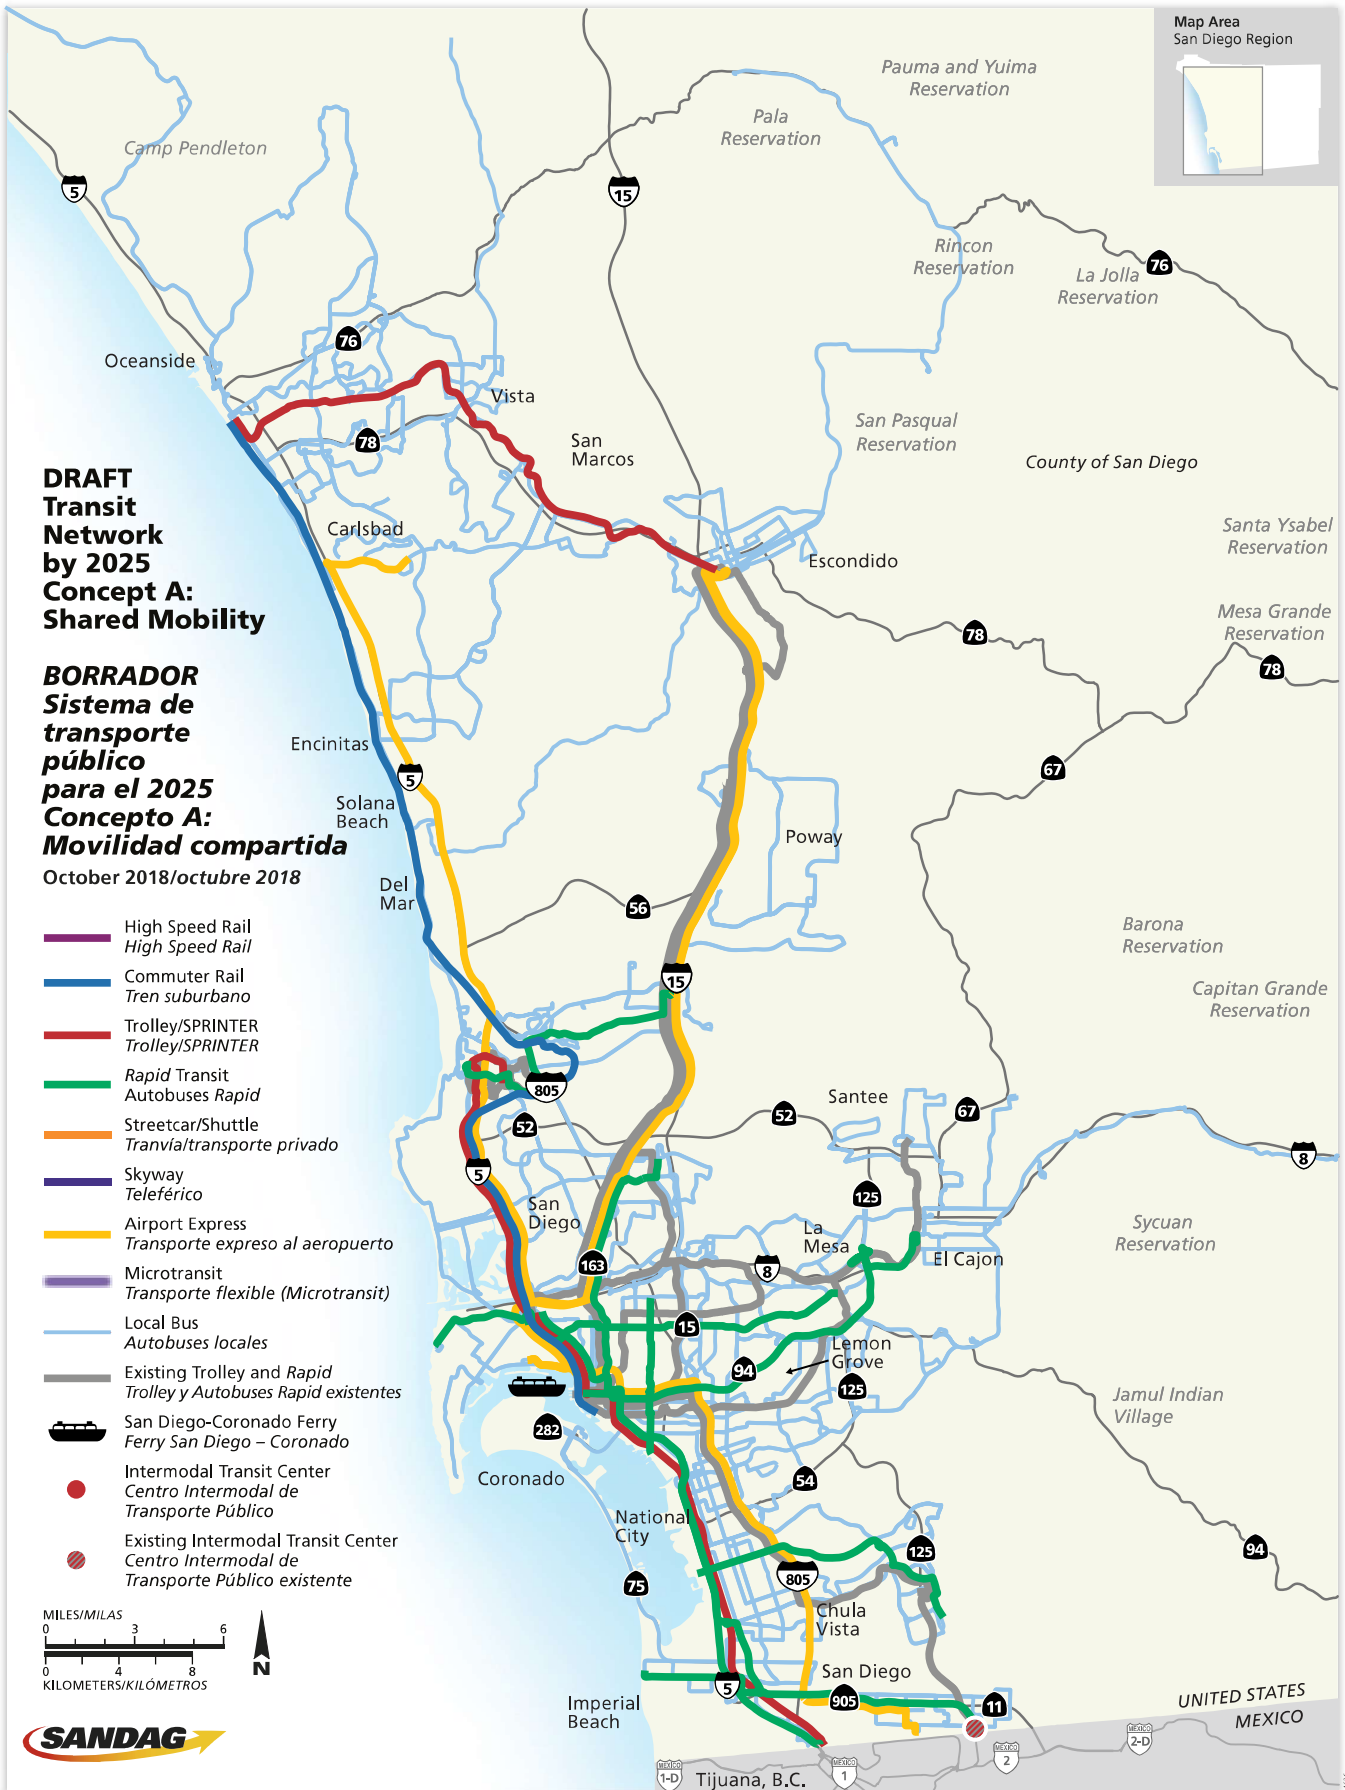 Map Area
San Diego Region
Pauma and Yuima
Reservation
Pala
Reservation
Camp Pendleton
5
15
Rincon
Reservation
La Jolla
Reservation
76
76
Oceanside
Vista
San Pasqual
Reservation
78
San
Marcos
County of San Diego
DRAFT
Transit
Network
by 2025
Concept A:
Shared Mobility
Carlsbad
Santa Ysabel
Reservation
Escondido
Mesa Grande
Reservation
78
78
BORRADOR
Sistema de
transporte
público
para el 2025
Concepto A:
Movilidad compartida
October 2018/octubre 2018
Encinitas
5
67
Solana
Beach
Poway
Del
Mar
56
Barona
Reservation
15
Capitan Grande
Reservation
High Speed Rail
High Speed Rail
Commuter Rail
Tren suburbano
Trolley/SPRINTER
Trolley/SPRINTER
Rapid Transit
Autobuses Rapid
Streetcar/Shuttle
Tranvía/transporte privado
Skyway
Teleférico
Airport Express
Transporte expreso al aeropuerto
Microtransit
Transporte flexible (Microtransit)
Local Bus
Autobuses locales
Existing Trolley and Rapid
Trolley y Autobuses Rapid existentes
San Diego-Coronado Ferry
Ferry San Diego – Coronado
Intermodal Transit Center
Centro Intermodal de
Transporte Público
Existing Intermodal Transit Center
Centro Intermodal de
Transporte Público existente
805
52
52
Santee
67
8
5
125
San
Diego
La
Mesa
Sycuan
Reservation
163
8
El Cajon
15
Lemon
Grove
94
125
Jamul Indian
Village
282
Coronado
54
National
City
125
94
805
75
Chula
Vista
San Diego
5
905
11
Imperial
Beach
UNITED STATES
MEXICO
MILES/MILAS
0 3 6
0 4 8
KILOMETERS/KILÓMETROS
N
SANDAG
MEXICO
1-D
Tijuana, B.C.
MEXICO
1
MEXICO
2
MEXICO
2-D